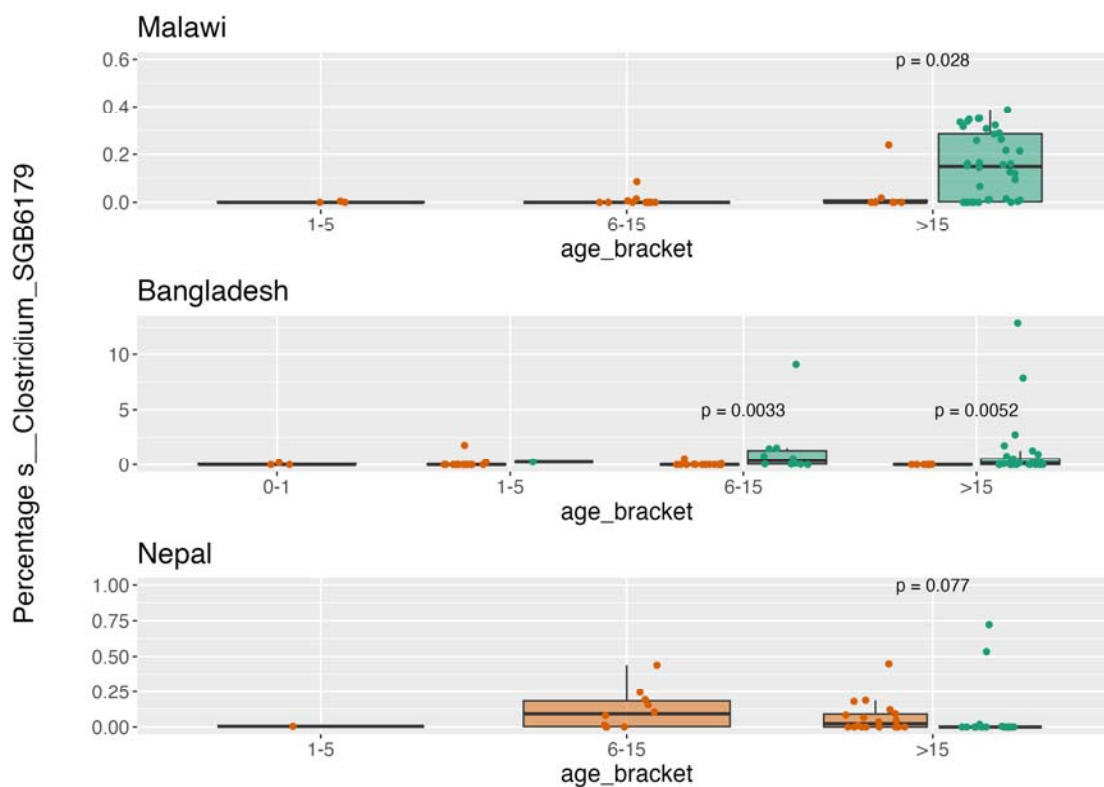 Percentage s__Clostridium_SGB6179
Malawi
0.6
0.4
0.2
0.0
p = 0.028
1-5 6-15 >15
age_bracket
Bangladesh
10
5
0
p = 0.0033 p = 0.0052
0-1 1-5 6-15 >15
age_bracket
Nepal
1.00
0.75
0.50
0.25
0.00
p = 0.077
1-5 6-15 >15
age_bracket